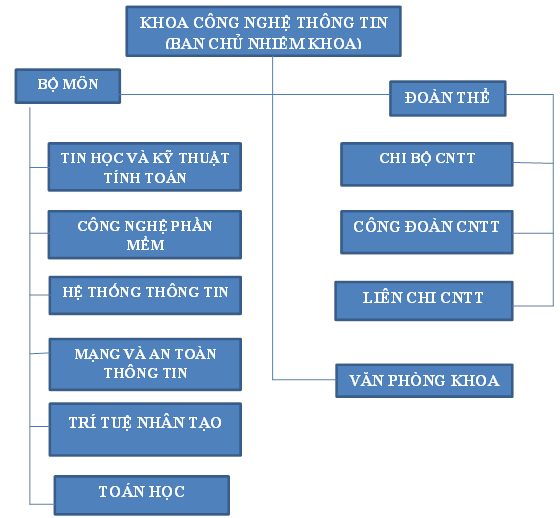 KHOA CÔNG NGHỆ THÔNG TIN
(BAN CHỦ NHIỆM KHOA)
BỘ MÔN
ĐOÀN THỂ
TIN HỌC VÀ KỸ THUẬT
TÍNH TOÁN
CÔNG NGHỆ PHẦN
MỀM
HỆ THỐNG THÔNG TIN
MẠNG VÀ AN TOÀN
THÔNG TIN
TRÍ TUỆ NHÂN TẠO
TOÁN HỌC
CHI BỘ CNTT
CÔNG ĐOÀN CNTT
LIÊN CHI CNTT
VĂN PHÒNG KHOA